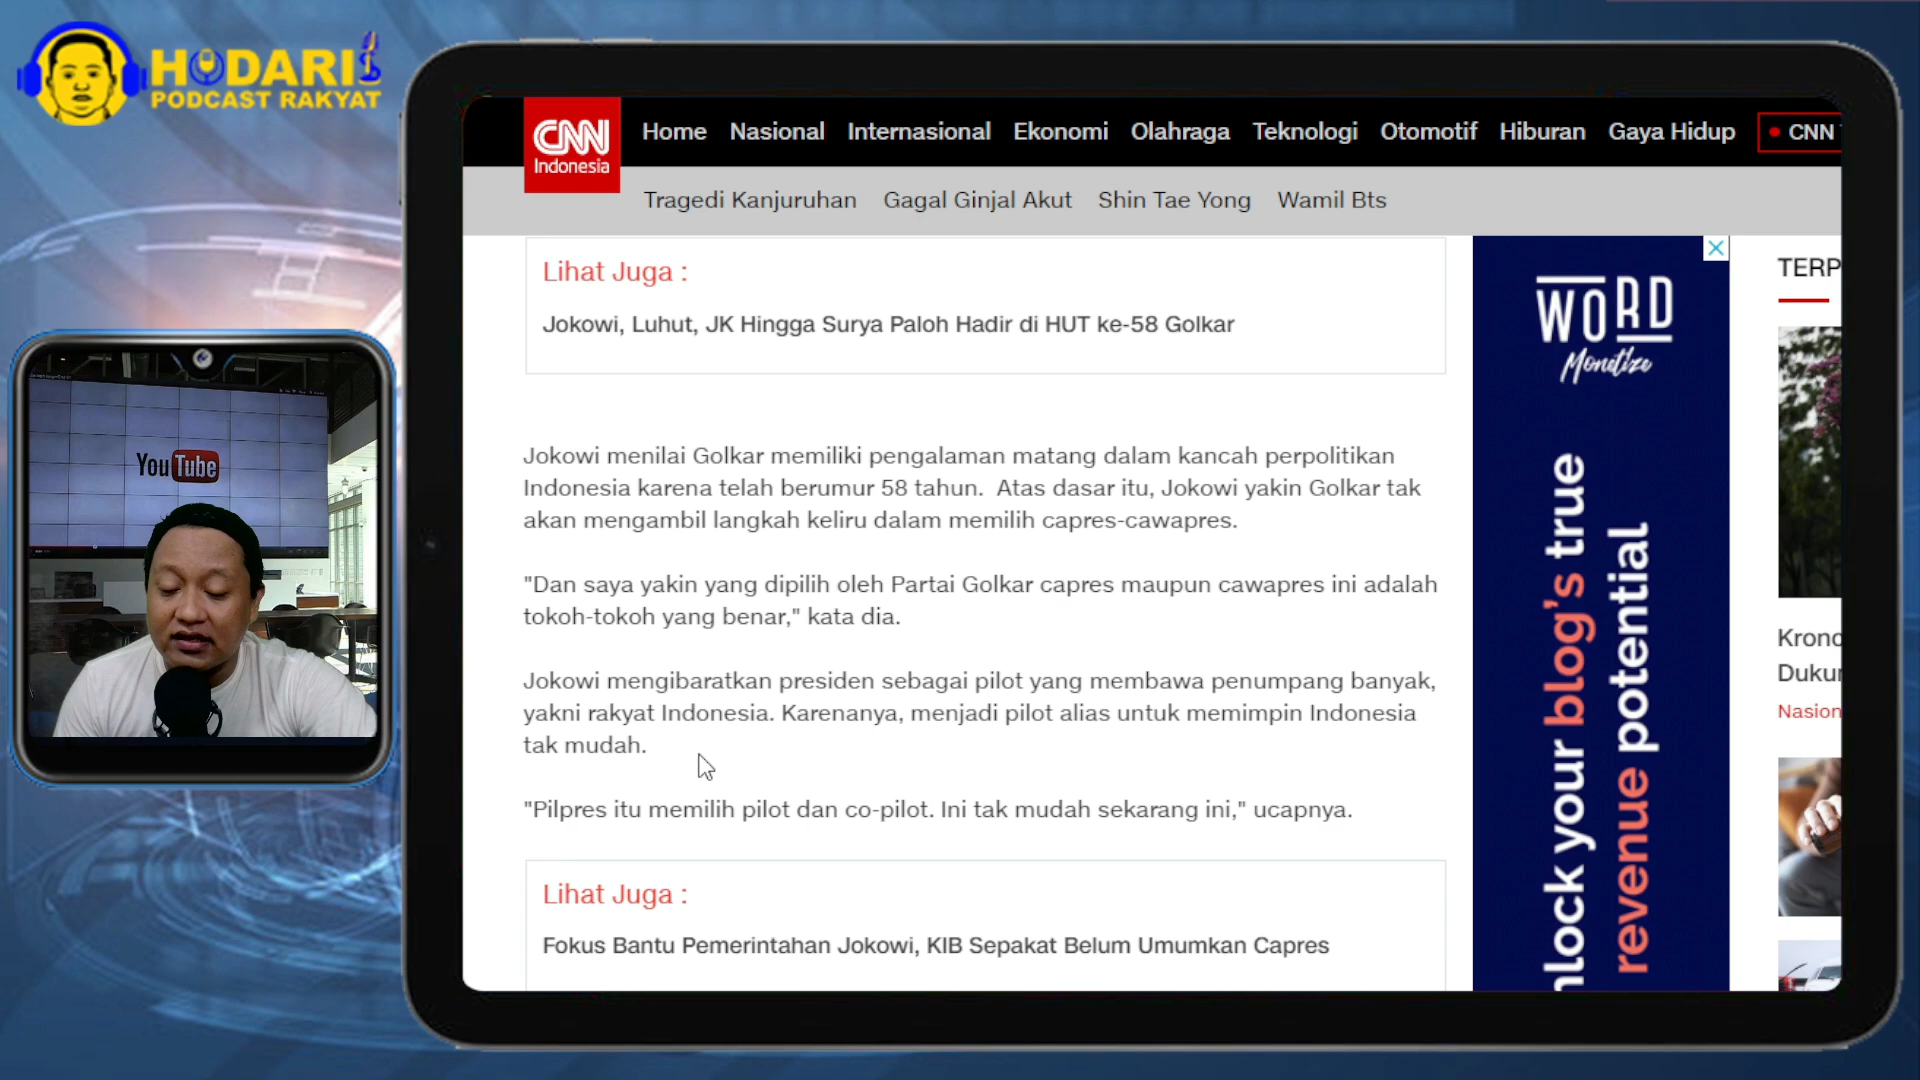 HODARI
PODCAST RAKYAT
CNN
Indonesia
Home Nasional Internasional Ekonomi Olahraga Teknologi Otomotif Hiburan Gaya Hidup CNN
Tragedi Kanjuruhan Gagal Ginjal Akut Shin Tae Yong Wamil Bts
Lihat Juga :
Jokowi, Luhut, JK Hingga Surya Paloh Hadir di HUT ke-58 Golkar
Jokowi menilai Golkar memiliki pengalaman matang dalam kancah perpolitikan
Indonesia karena telah berumur 58 tahun. Atas dasar itu, Jokowi yakin Golkar tak
akan mengambil langkah keliru dalam memilih capres-cawapres.
"Dan saya yakin yang dipilih oleh Partai Golkar capres maupun cawapres ini adalah
tokoh-tokoh yang benar," kata dia.
Jokowi mengibaratkan presiden sebagai pilot yang membawa penumpang banyak,
yakni rakyat Indonesia. Karenanya, menjadi pilot alias untuk memimpin Indonesia
tak mudah.
"Pilpres itu memilih pilot dan co-pilot. Ini tak mudah sekarang ini," ucapnya.
Lihat Juga :
Fokus Bantu Pemerintahan Jokowi, KIB Sepakat Belum Umumkan Capres
WORD
Monetize
nlock your blog's true
revenue potential
TERP
Krono
Dukun
Nasion
YouTube